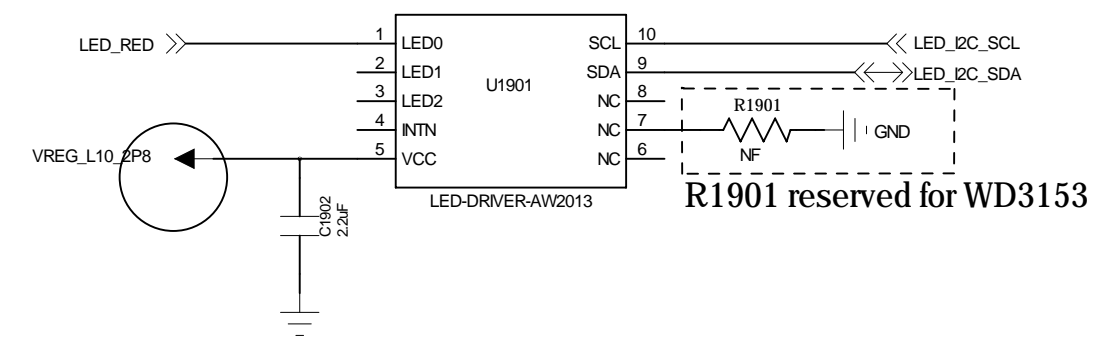 LED_RED
1 LED0
2 LED1
3 LED2
4 INTN
5 VCC
U1901
SCL 10
SDA 9
NC 8
NC 7
NC 6
LED_I2C_SCL
LED_I2C_SDA
R1901
NF
GND
VREG_L10_2P8
C1902
2.2uF
LED-DRIVER-AW2013
R1901 reserved for WD3153